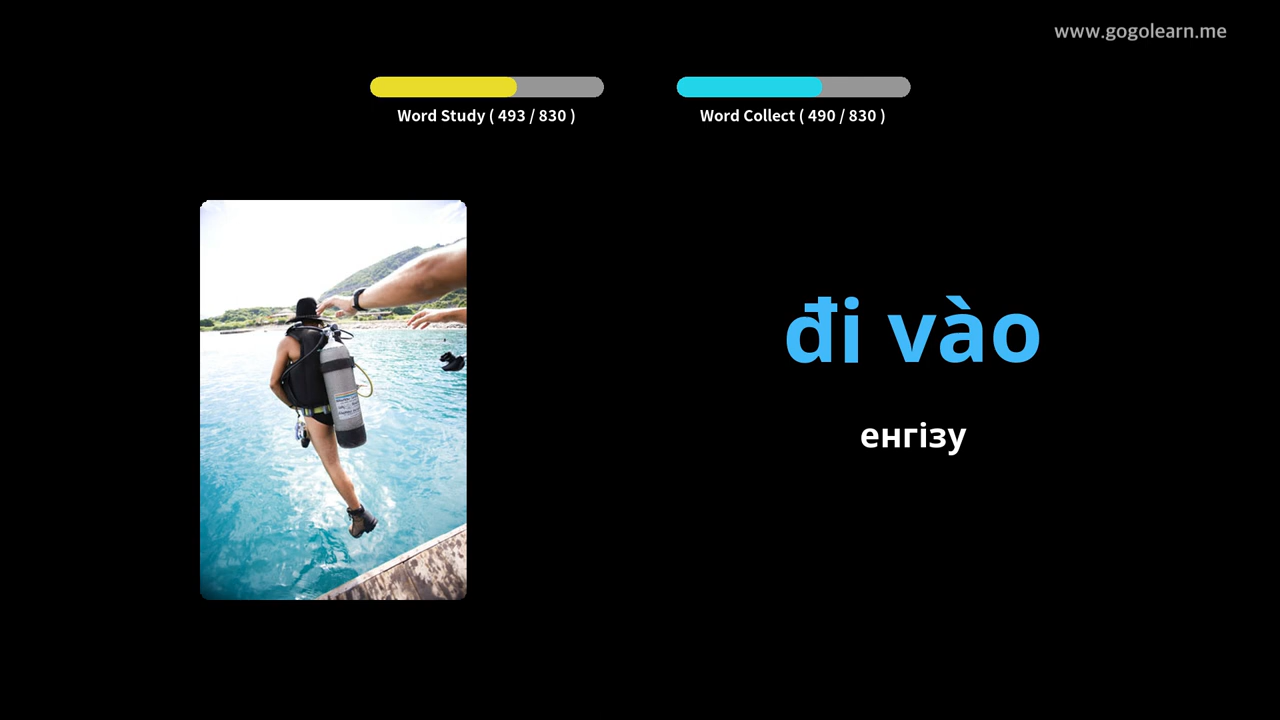 www.gogolearn.me
Word Study ( 493 / 830 )
Word Collect ( 490 / 830 )
đi vào
енгізу